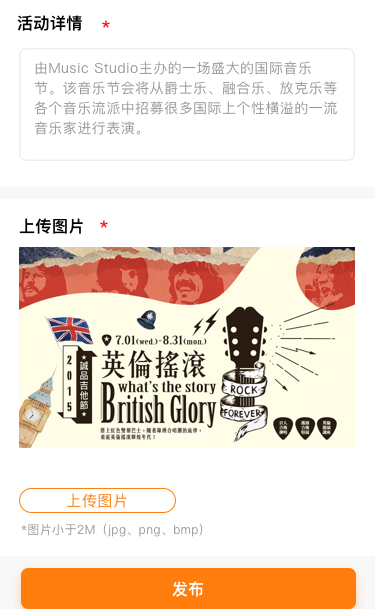 活动详情 *
由Music Studio主办的一场盛大的国际音乐
节。该音乐节会将从爵士乐、融合乐、放克乐等
各个音乐流派中招募很多国际上个性横溢的一流
音乐家进行表演。
上传图片 *
7.01(wed.)-8.31(mon.)
2015
誠品吉他節
英倫搖滾
what's the story
British Glory
ROCK
FOREVER
上传图片
*图片小于2M（jpg、png、bmp）
发布